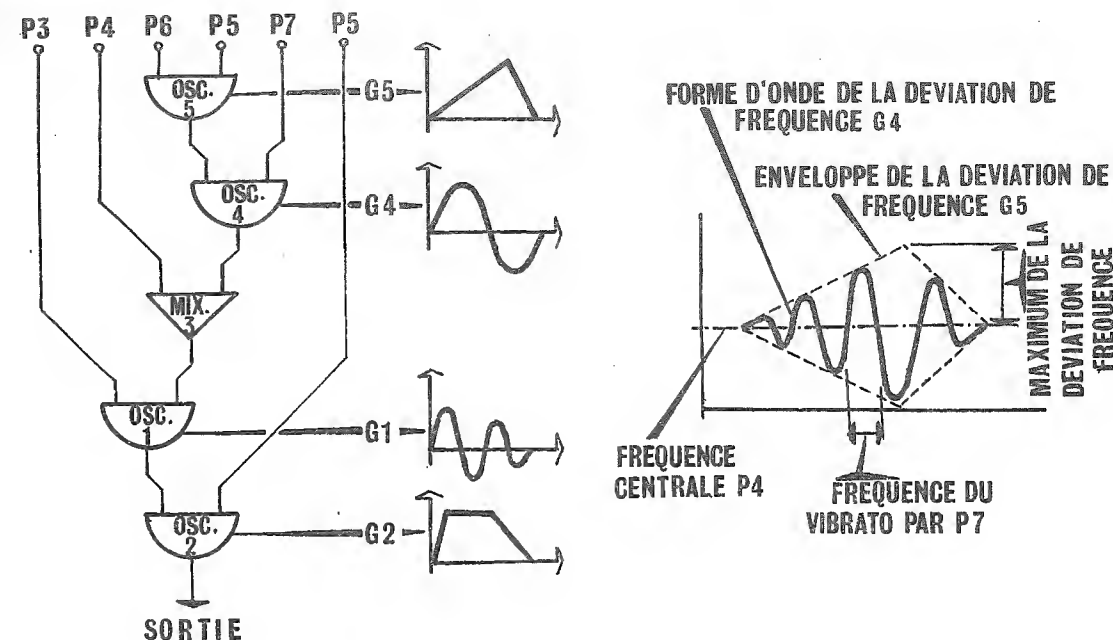 P3 P4 P6 P5 P7 P5
OSC.
5
G5
OSC.
4
G4
MIX.
3
OSC.
1
G1
OSC.
2
G2
SORTIE
FORME D'ONDE DE LA DEVIATION DE
FREQUENCE G4
ENVELOPPE DE LA DEVIATION DE
FREQUENCE G5
MAXIMUM DE LA
DEVIATION DE
FREQUENCE
FREQUENCE
CENTRALE P4
FREQUENCE DU
VIBRATO PAR P7